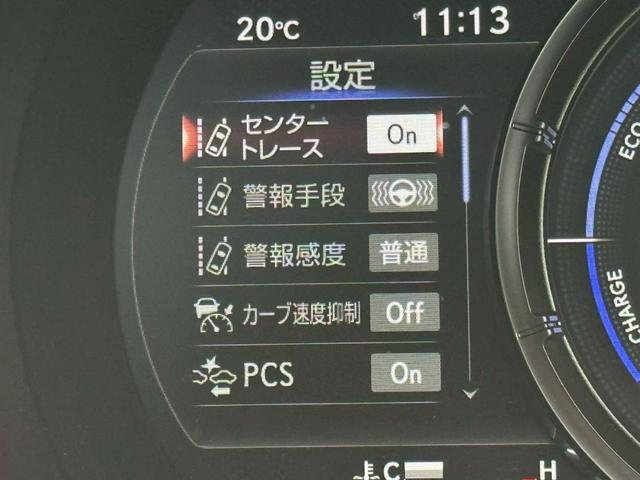 20℃ 11:13
設定
センター
トレース On
警報手段
警報感度 普通
カーブ速度抑制 Off
PCS On
C H
ECO
CHARGE